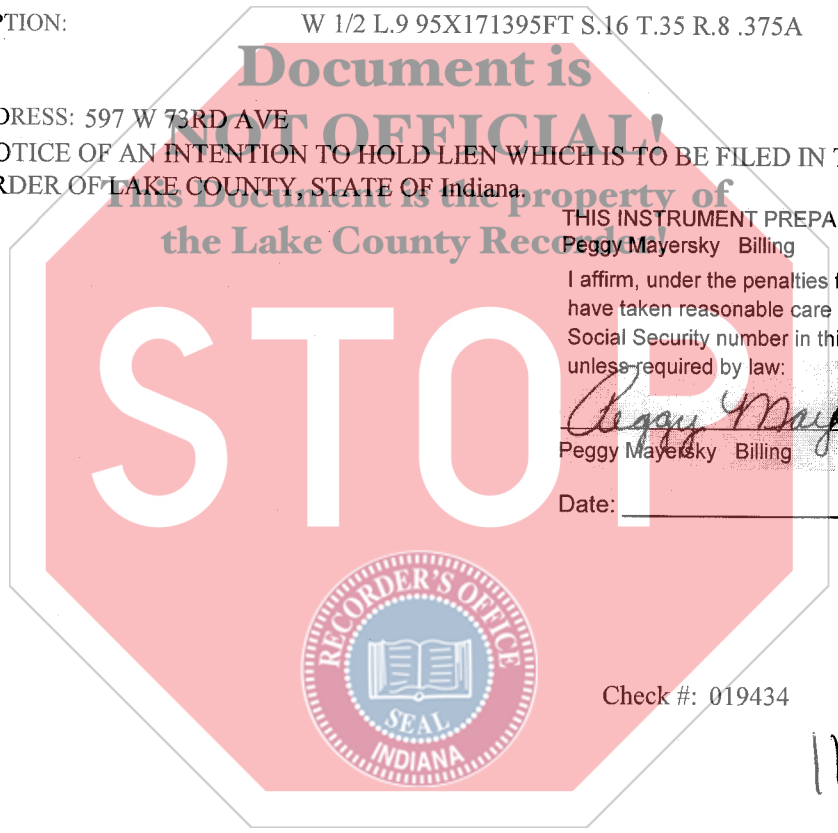 PTION: W 1/2 L.9 95X171395FT S.16 T.35 R.8 .375A
Document is
DRESS: 597 W 73RD AVE
NOT OFFICIAL!
OTICE OF AN INTENTION TO HOLD LIEN WHICH IS TO BE FILED IN T
RDER OF LAKE COUNTY, STATE OF Indiana.
This Document is the property of
the Lake County Recorder!
THIS INSTRUMENT PREPA
Peggy Mayersky Billing
I affirm, under the penalties f
have taken reasonable care
Social Security number in thi
unless required by law:
Peggy May
Peggy Mayersky Billing
Date:
STOP
RECORDER'S OFFICE
SEAL
INDIANA
Check #: 019434